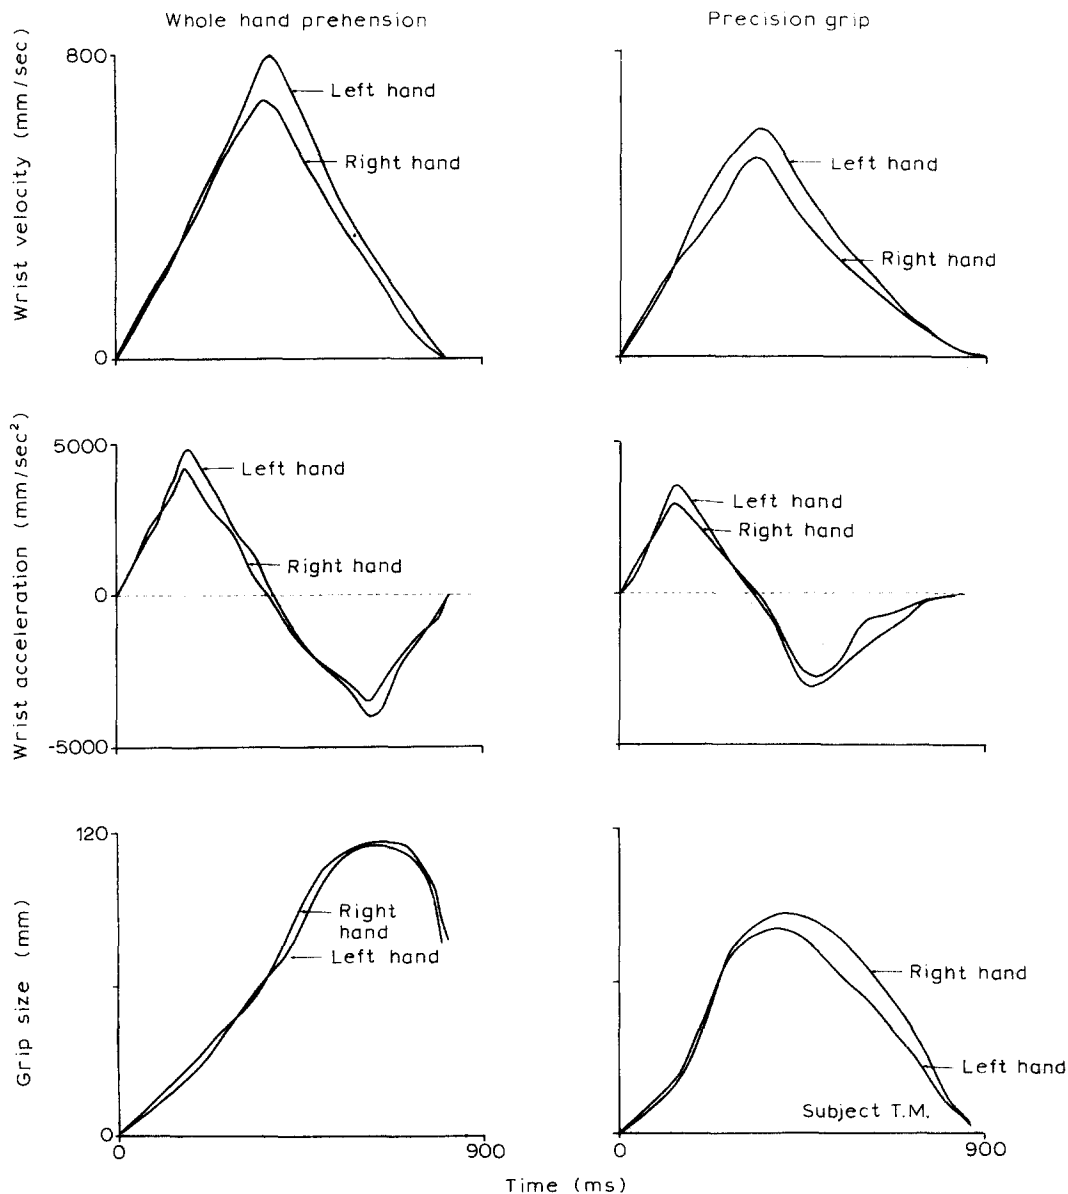 Whole hand prehension
Precision grip
Wrist velocity (mm/sec)
800
0
Left hand
Right hand
Left hand
Right hand
Wrist acceleration (mm/sec²)
5000
0
-5000
Left hand
Right hand
Left hand
Right hand
Grip size (mm)
120
0
Right
hand
Left hand
Right hand
Left hand
Subject T.M.
0
900
0
900
Time (ms)